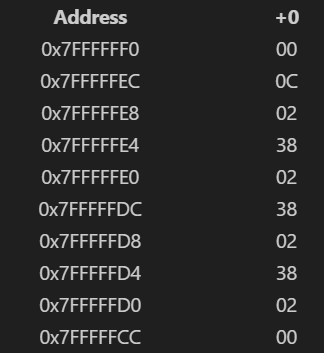 Address +0
0x7FFFFFF0 00
0x7FFFFFEC 0C
0x7FFFFFE8 02
0x7FFFFFE4 38
0x7FFFFFE0 02
0x7FFFFFDC 38
0x7FFFFFD8 02
0x7FFFFFD4 38
0x7FFFFFD0 02
0x7FFFFFCC 00